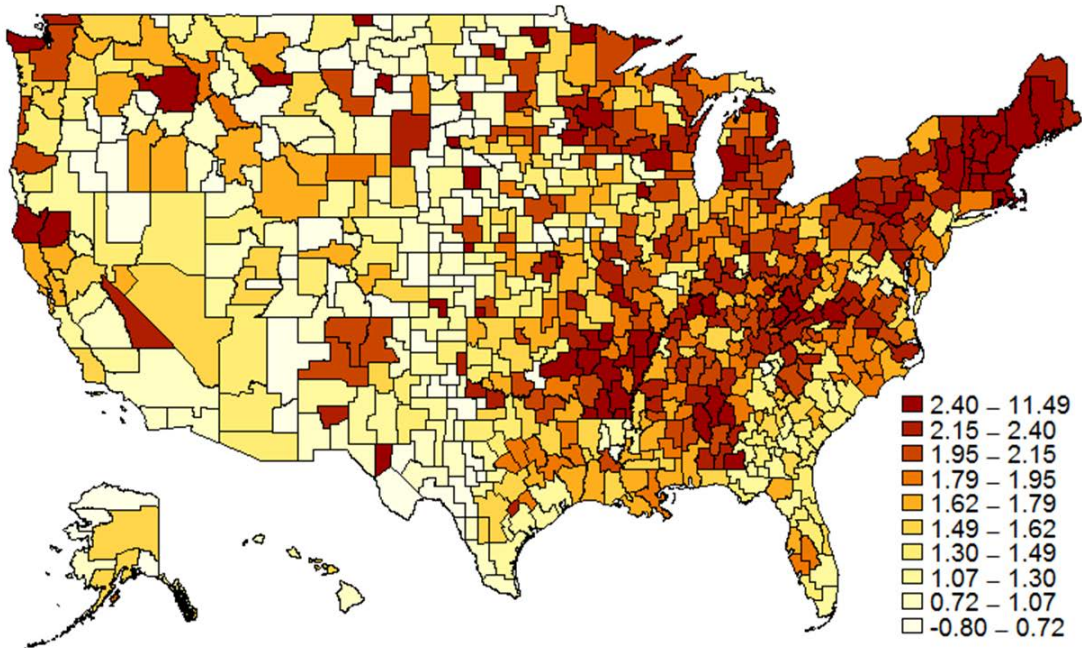 2.40 – 11.49
2.15 – 2.40
1.95 – 2.15
1.79 – 1.95
1.62 – 1.79
1.49 – 1.62
1.30 – 1.49
1.07 – 1.30
0.72 – 1.07
-0.80 – 0.72